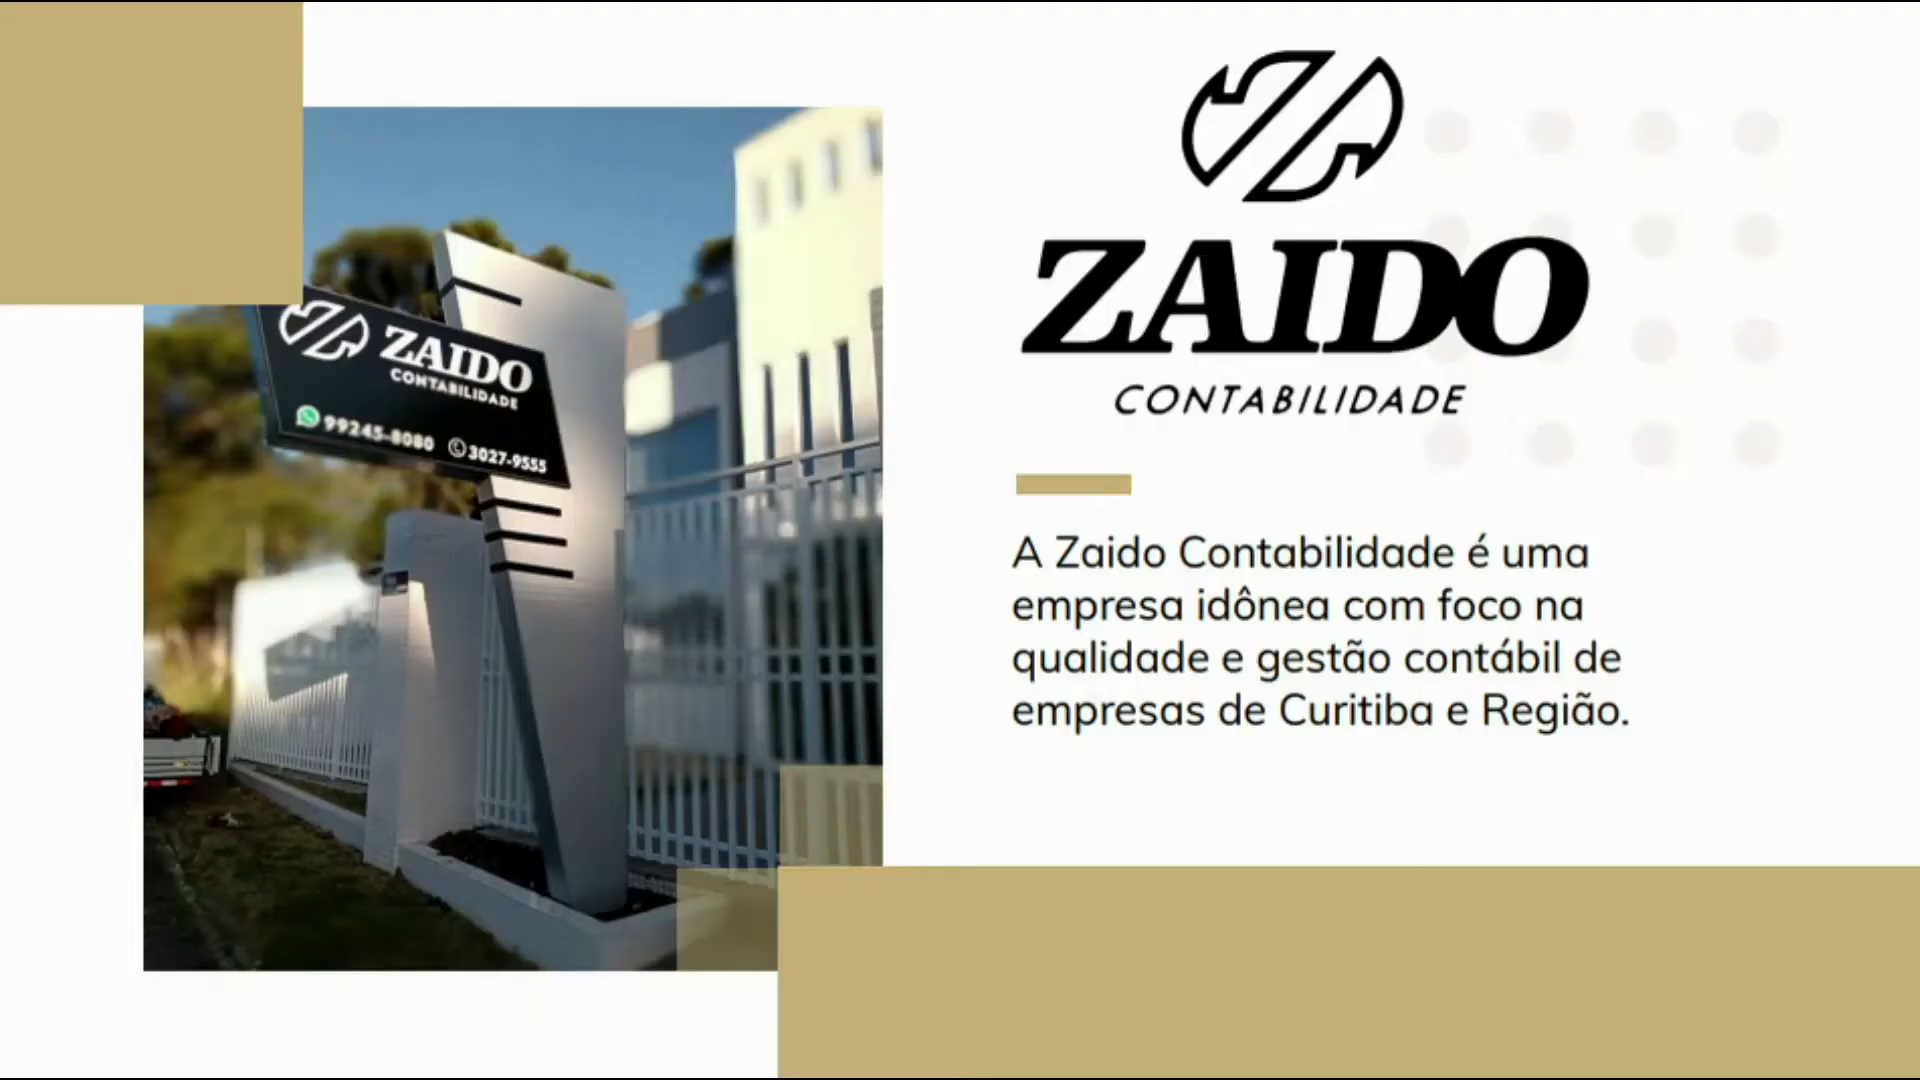 ZAIDO
CONTABILIDADE
99245-8080 3027-9555
ZAIDO
CONTABILIDADE
A Zaido Contabilidade é uma
empresa idônea com foco na
qualidade e gestão contábil de
empresas de Curitiba e Região.